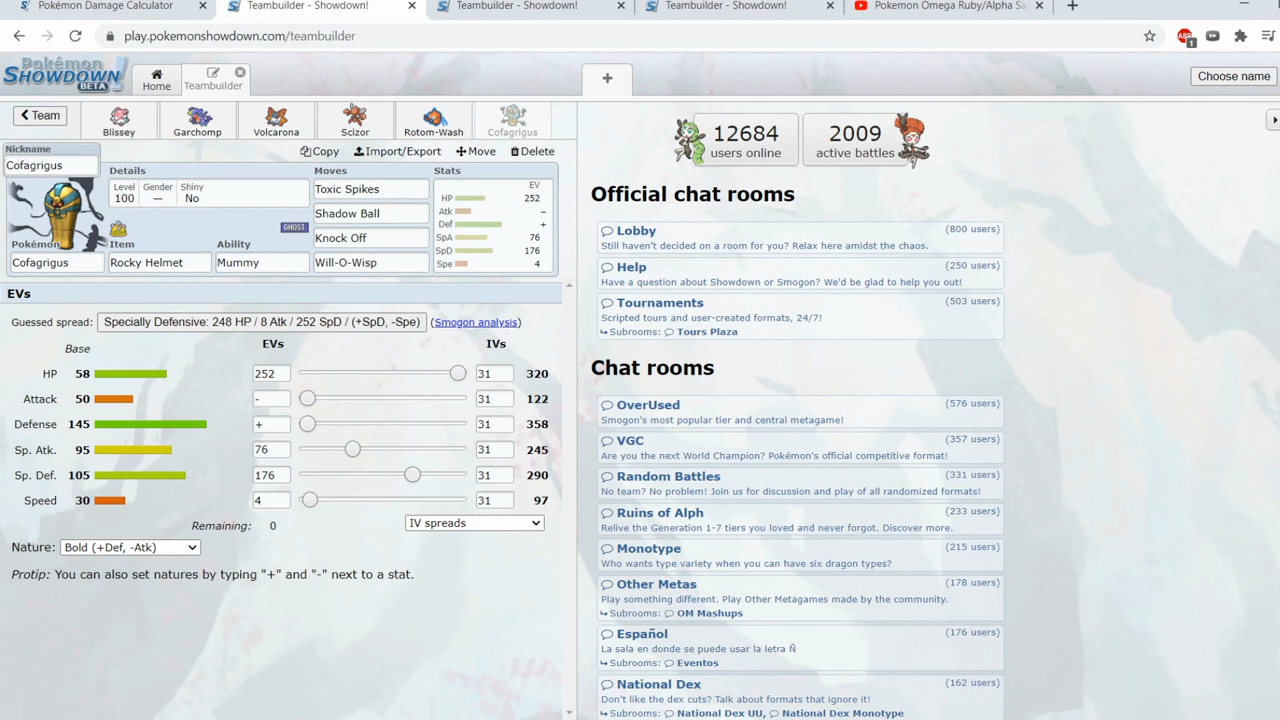 Pokémon Damage Calculator
Teambuilder - Showdown!
Teambuilder - Showdown!
Teambuilder - Showdown!
Pokemon Omega Ruby/Alpha Sa
play.pokemonshowdown.com/teambuilder
ABP
1
Pokémon
SHOWDOWN!
BETA
Home
Teambuilder
+
Choose name
Team
Blissey
Garchomp
Volcarona
Scizor
Rotom-Wash
Cofagrigus
Copy
Import/Export
Move
Delete
Nickname
Cofagrigus
Details
Level
100
Gender
—
Shiny
No
GHOST
Pokémon
Cofagrigus
Item
Rocky Helmet
Ability
Mummy
Moves
Toxic Spikes
Shadow Ball
Knock Off
Will-O-Wisp
Stats
EV
HP 252
Atk –
Def +
SpA 76
SpD 176
Spe 4
EVs
Guessed spread: Specially Defensive: 248 HP / 8 Atk / 252 SpD / (+SpD, -Spe) (Smogon analysis)
Base EVs IVs
HP 58 252 31 320
Attack 50 - 31 122
Defense 145 + 31 358
Sp. Atk. 95 76 31 245
Sp. Def. 105 176 31 290
Speed 30 4 31 97
Remaining: 0
IV spreads
Nature: Bold (+Def, -Atk)
Protip: You can also set natures by typing "+" and "-" next to a stat.
12684
users online
2009
active battles
Official chat rooms
Lobby (800 users)
Still haven't decided on a room for you? Relax here amidst the chaos.
Help (250 users)
Have a question about Showdown or Smogon? We'd be glad to help you out!
Tournaments (503 users)
Scripted tours and user-created formats, 24/7!
Subrooms: Tours Plaza
Chat rooms
OverUsed (576 users)
Smogon's most popular tier and central metagame!
VGC (357 users)
Are you the next World Champion? Pokémon's official competitive format!
Random Battles (331 users)
No team? No problem! Join us for discussion and play of all randomized formats!
Ruins of Alph (233 users)
Relive the Generation 1-7 tiers you loved and never forgot. Discover more.
Monotype (215 users)
Who wants type variety when you can have six dragon types?
Other Metas (178 users)
Play something different. Play Other Metagames made by the community.
Subrooms: OM Mashups
Español (176 users)
La sala en donde se puede usar la letra Ñ
Subrooms: Eventos
National Dex (162 users)
Don't like the dex cuts? Talk about formats that ignore it!
Subrooms: National Dex UU, National Dex Monotype